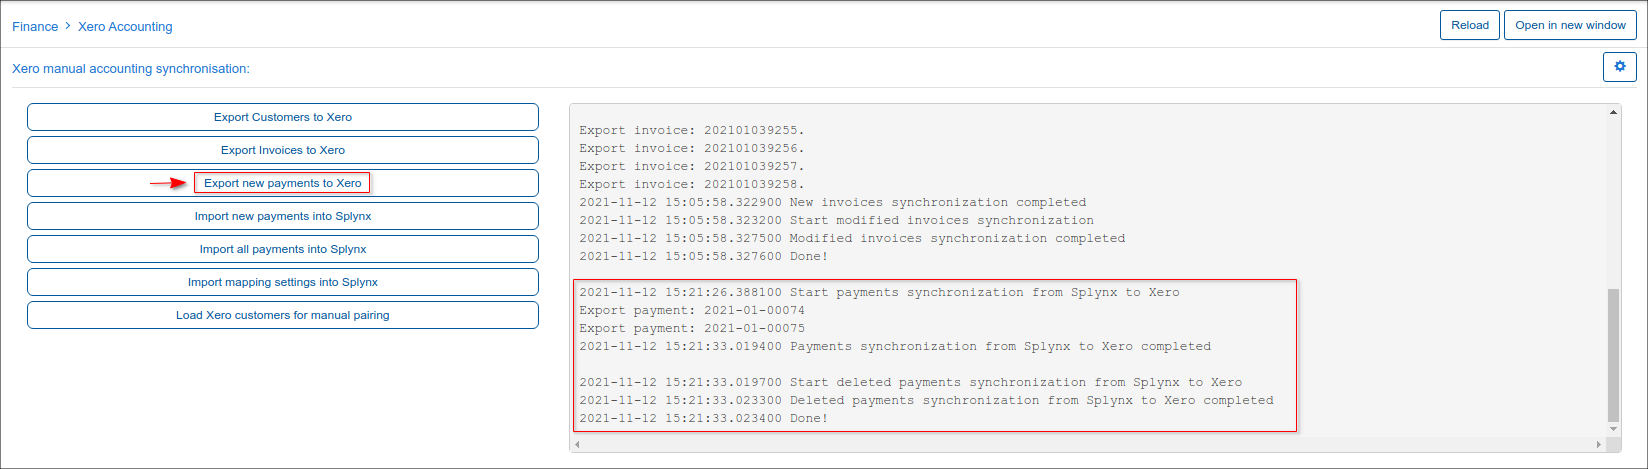 Finance > Xero Accounting
Reload
Open in new window
Xero manual accounting synchronisation:
Export Customers to Xero
Export Invoices to Xero
Export new payments to Xero
Import new payments into Splynx
Import all payments into Splynx
Import mapping settings into Splynx
Load Xero customers for manual pairing
Export invoice: 202101039255.
Export invoice: 202101039256.
Export invoice: 202101039257.
Export invoice: 202101039258.
2021-11-12 15:05:58.322900 New invoices synchronization completed
2021-11-12 15:05:58.323200 Start modified invoices synchronization
2021-11-12 15:05:58.327500 Modified invoices synchronization completed
2021-11-12 15:05:58.327600 Done!
2021-11-12 15:21:26.388100 Start payments synchronization from Splynx to Xero
Export payment: 2021-01-00074
Export payment: 2021-01-00075
2021-11-12 15:21:33.019400 Payments synchronization from Splynx to Xero completed
2021-11-12 15:21:33.019700 Start deleted payments synchronization from Splynx to Xero
2021-11-12 15:21:33.023300 Deleted payments synchronization from Splynx to Xero completed
2021-11-12 15:21:33.023400 Done!